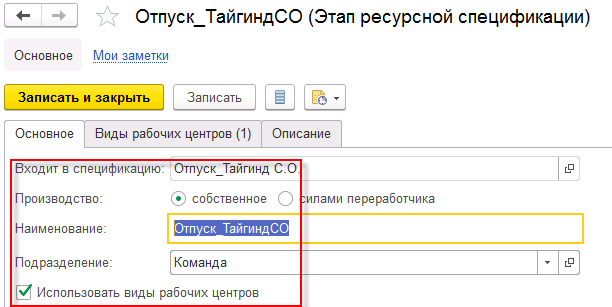 Отпуск_ТайгиндСО (Этап ресурсной спецификации)
Основное Мои заметки
Записать и закрыть Записать
Основное Виды рабочих центров (1) Описание
Входит в спецификацию: Отпуск_Тайгинд С.О.
Производство: собственное силами переработчика
Наименование: Отпуск_ТайгиндСО
Подразделение: Команда
Использовать виды рабочих центров